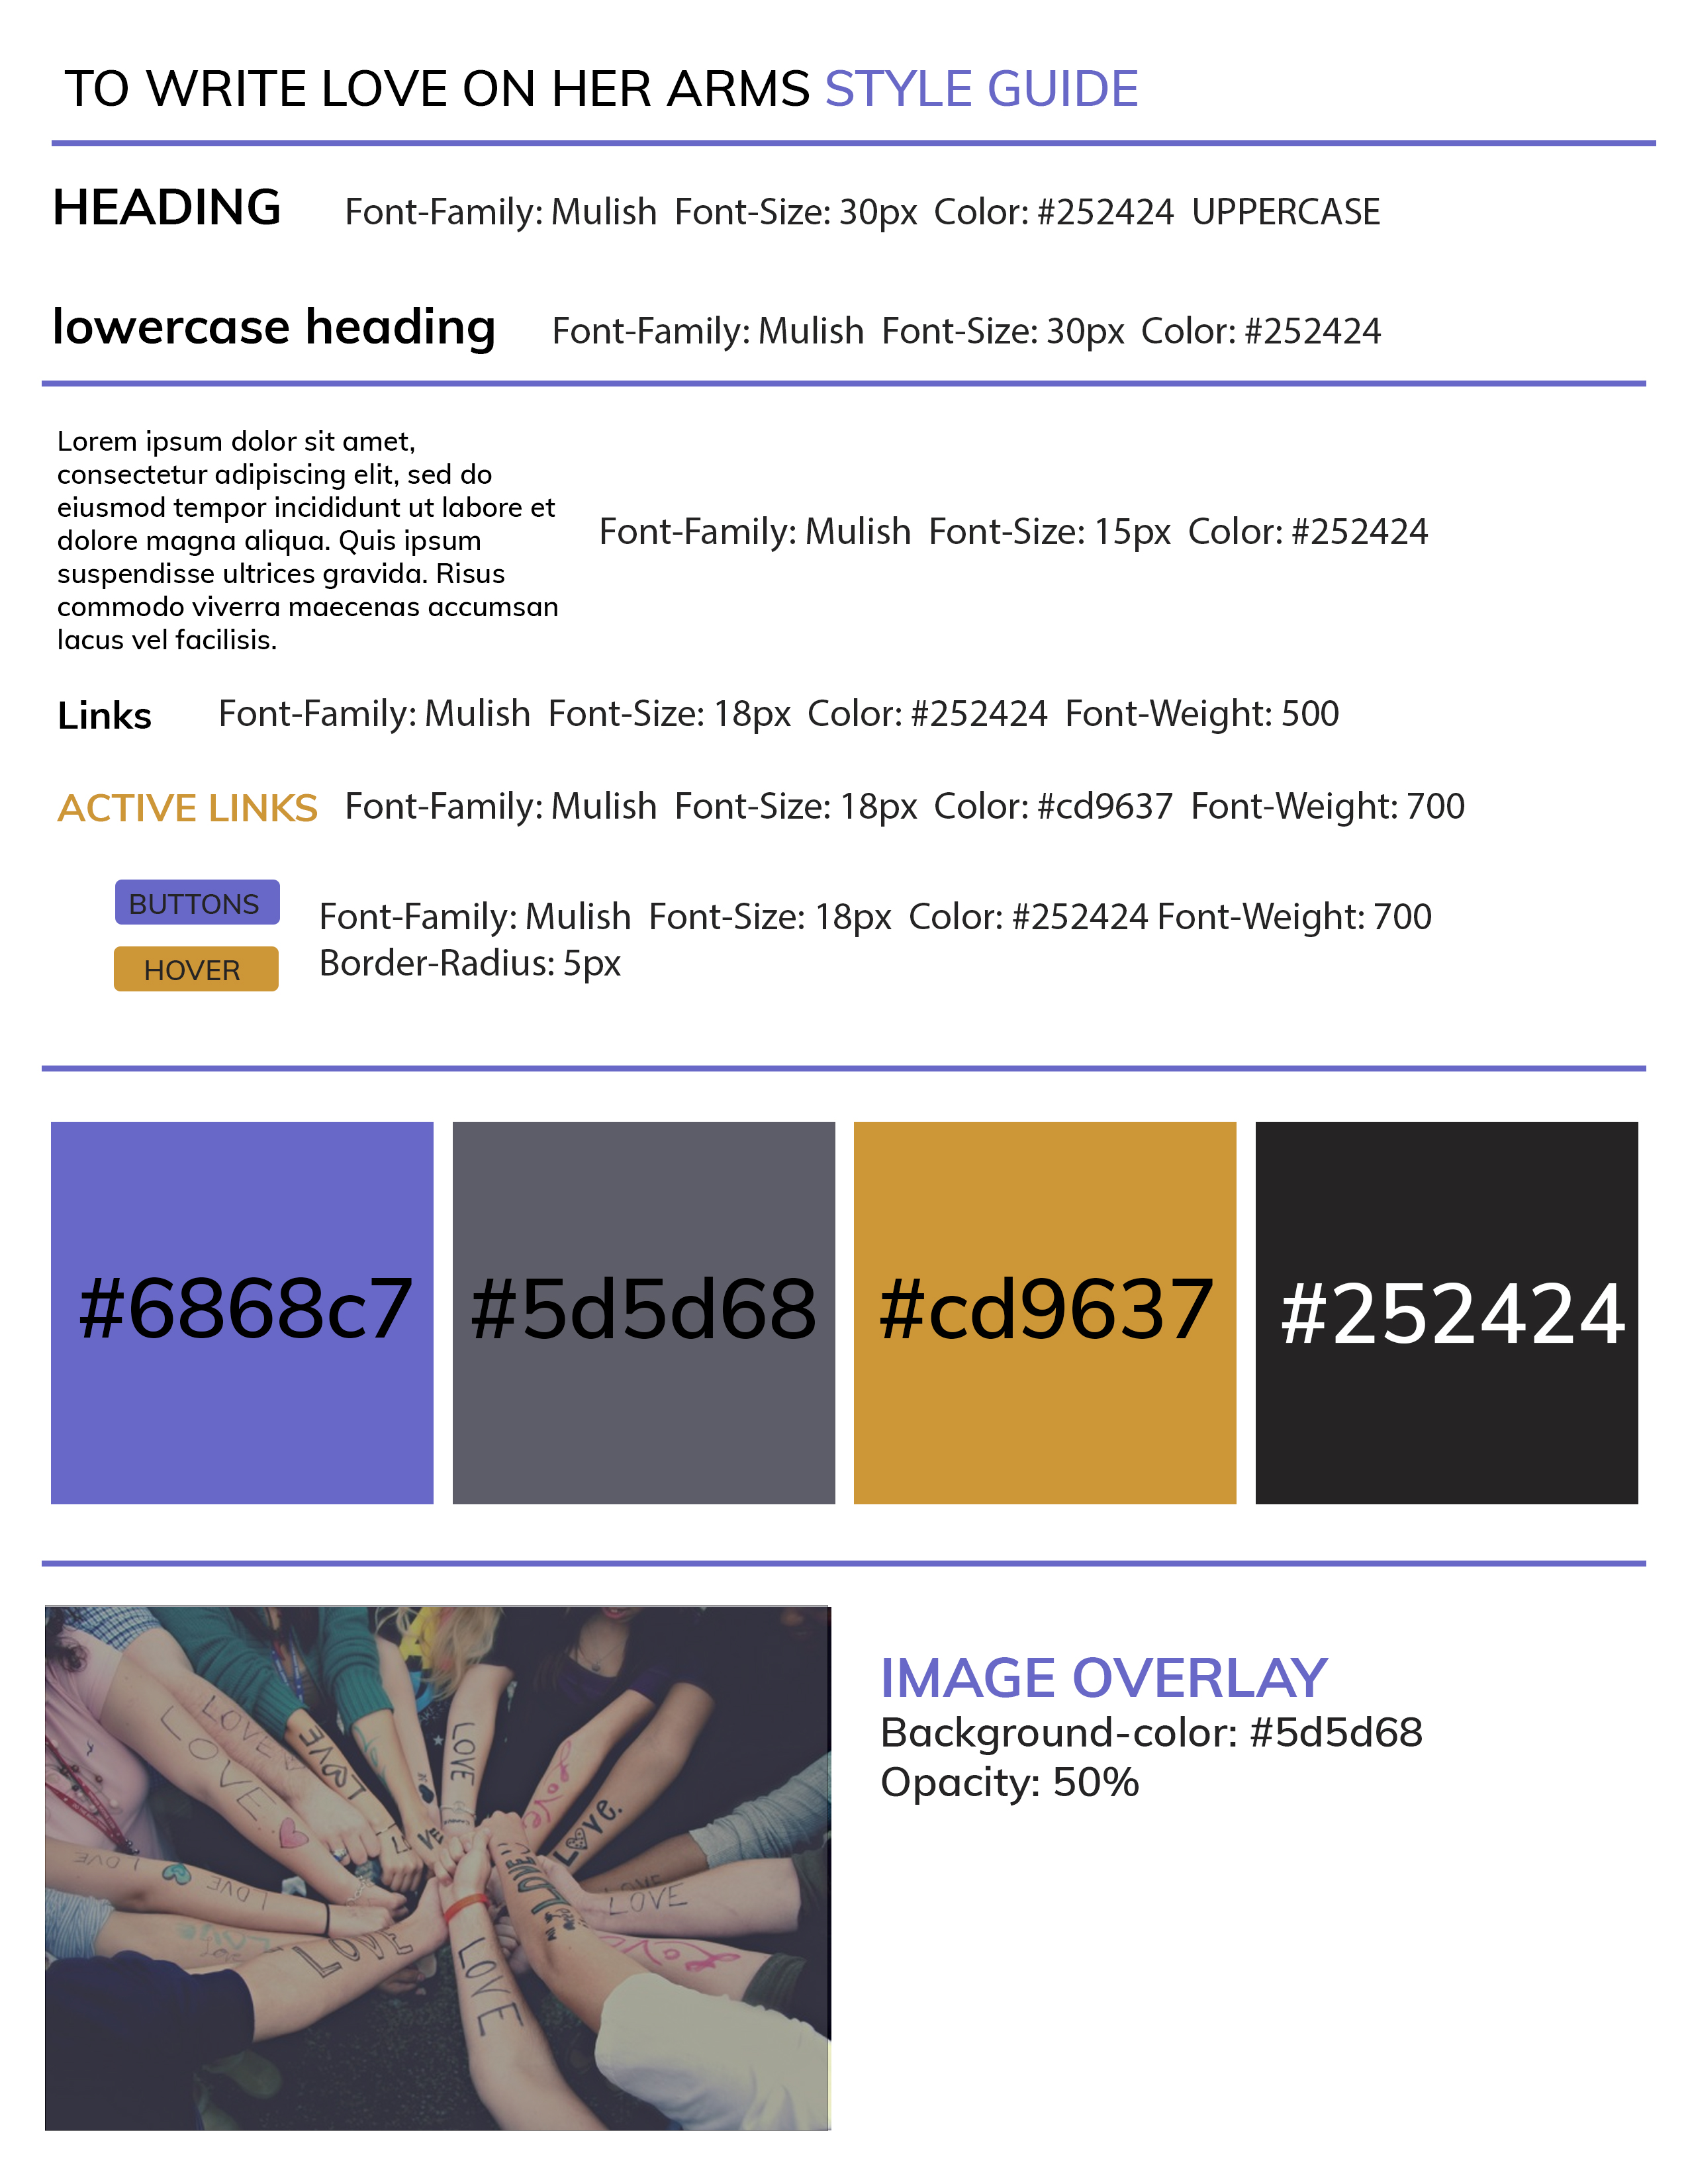 TO WRITE LOVE ON HER ARMS STYLE GUIDE
HEADING Font-Family: Mulish Font-Size: 30px Color: #252424 UPPERCASE
lowercase heading Font-Family: Mulish Font-Size: 30px Color: #252424
Lorem ipsum dolor sit amet,
consectetur adipiscing elit, sed do
eiusmod tempor incididunt ut labore et
dolore magna aliqua. Quis ipsum
suspendisse ultrices gravida. Risus
commodo viverra maecenas accumsan
lacus vel facilisis.
Font-Family: Mulish Font-Size: 15px Color: #252424
Links Font-Family: Mulish Font-Size: 18px Color: #252424 Font-Weight: 500
ACTIVE LINKS Font-Family: Mulish Font-Size: 18px Color: #cd9637 Font-Weight: 700
BUTTONS
HOVER
Font-Family: Mulish Font-Size: 18px Color: #252424 Font-Weight: 700
Border-Radius: 5px
#6868c7 #5d5d68 #cd9637 #252424
IMAGE OVERLAY
Background-color: #5d5d68
Opacity: 50%
LOVE
LOVE
LOVE
LOVE
Love
Love.
LOVE
LOVE
LOVE
LOVE
LOVE
LOVE
LOVE
Love
LOVE